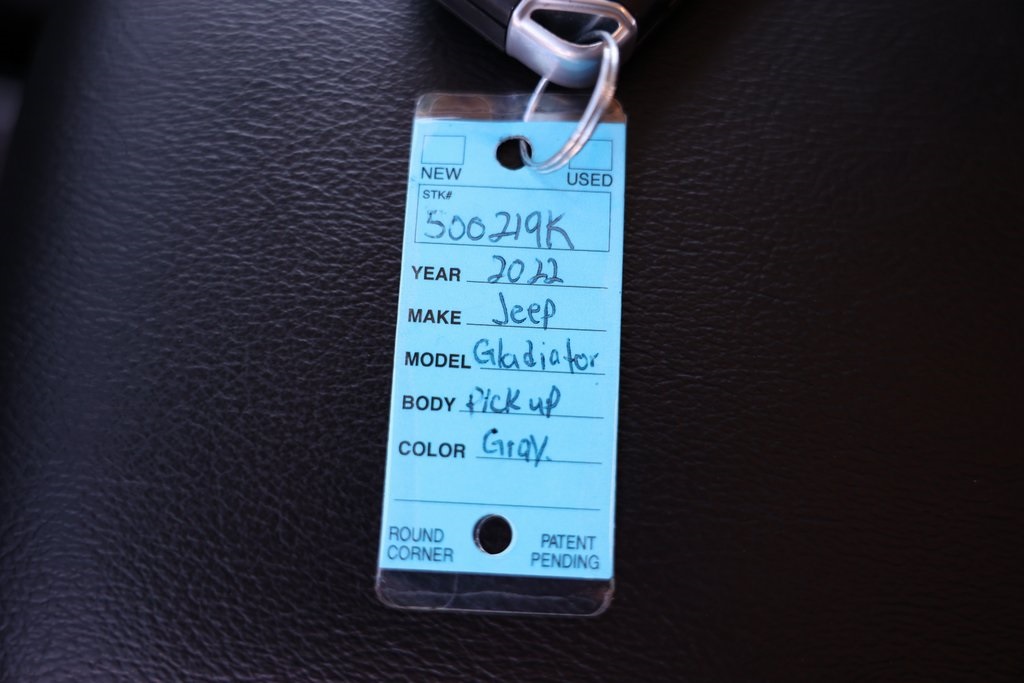 NEW USED
STK#
500219K
YEAR 2022
MAKE Jeep
MODEL Gladiator
BODY Pick up
COLOR Gray.
ROUND CORNER
PATENT PENDING